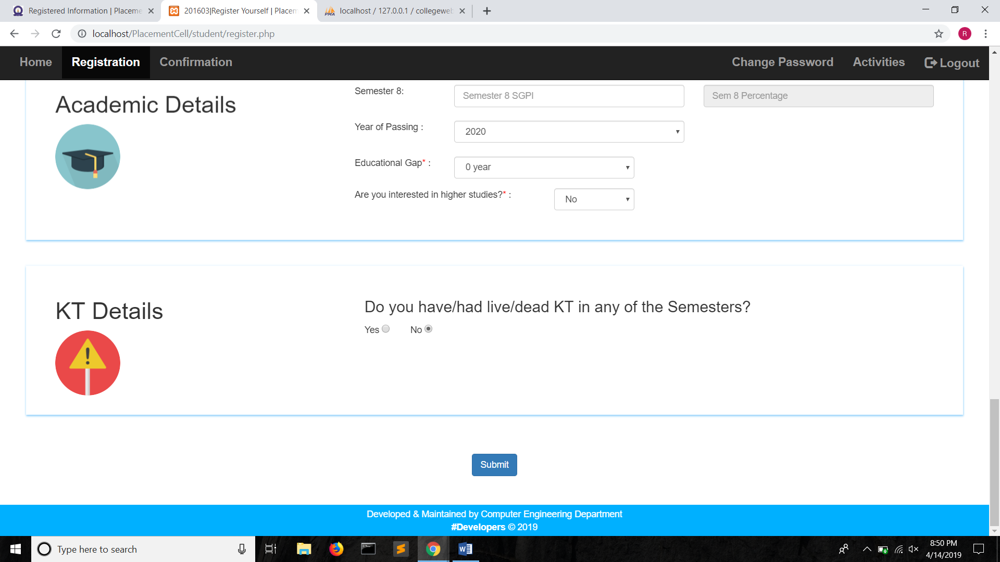 Registered Information | Placeme
201603|Register Yourself | Placem
localhost / 127.0.0.1 / collegeweb
localhost/PlacementCell/student/register.php
R
Home
Registration
Confirmation
Change Password
Activities
Logout
Academic Details
Semester 8:
Semester 8 SGPI
Sem 8 Percentage
Year of Passing :
2020
Educational Gap* :
0 year
Are you interested in higher studies?* :
No
KT Details
Do you have/had live/dead KT in any of the Semesters?
Yes
No
Submit
Developed & Maintained by Computer Engineering Department
#Developers © 2019
Type here to search
8:50 PM
4/14/2019